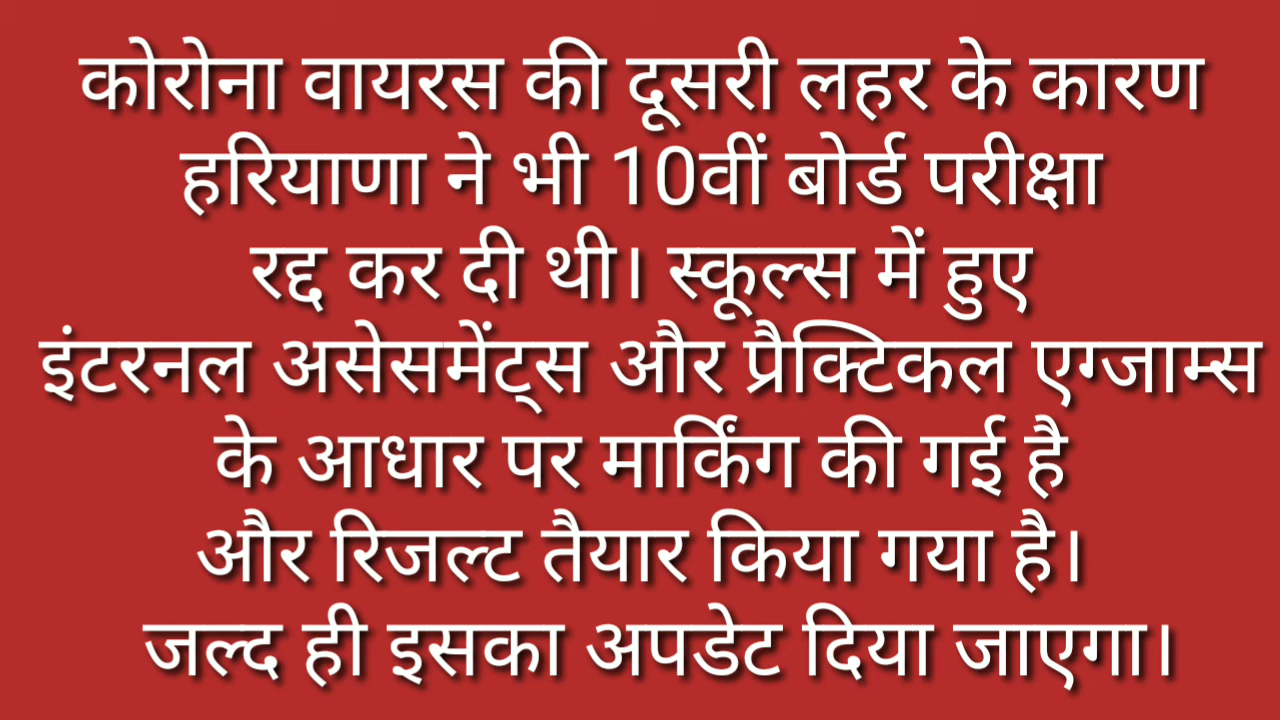 कोरोना वायरस की दूसरी लहर के कारण
हरियाणा ने भी 10वीं बोर्ड परीक्षा
रद्द कर दी थी। स्कूल्स में हुए
इंटरनल असेसमेंट्स और प्रैक्टिकल एग्जाम्स
के आधार पर मार्किंग की गई है
और रिजल्ट तैयार किया गया है।
जल्द ही इसका अपडेट दिया जाएगा।